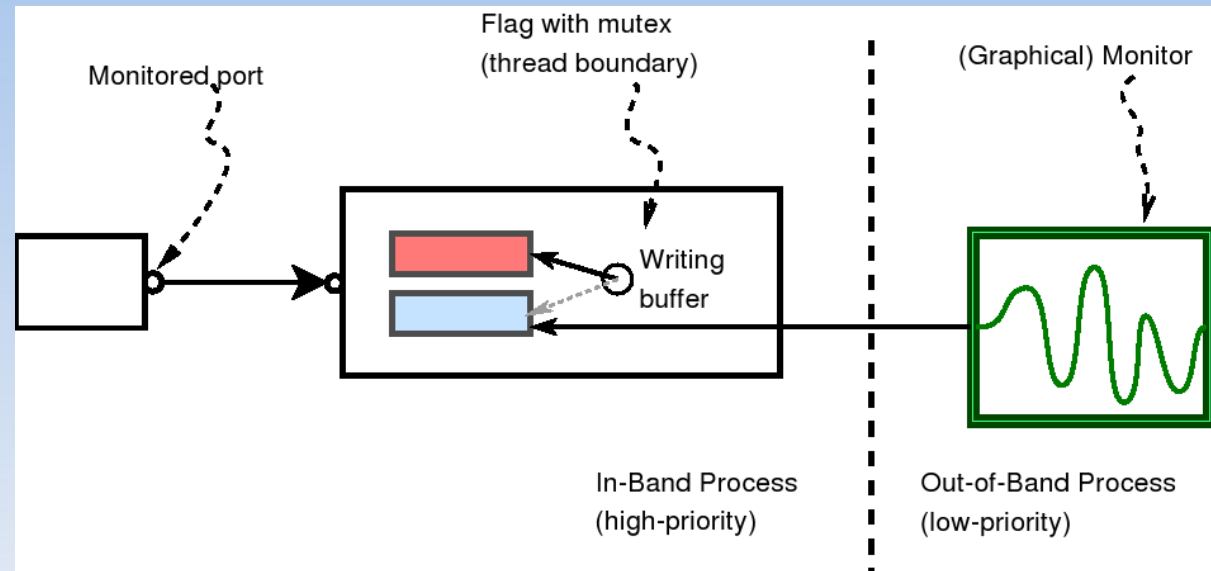 Flag with mutex
(thread boundary)
Monitored port
(Graphical) Monitor
Writing
buffer
In-Band Process
(high-priority)
Out-of-Band Process
(low-priority)